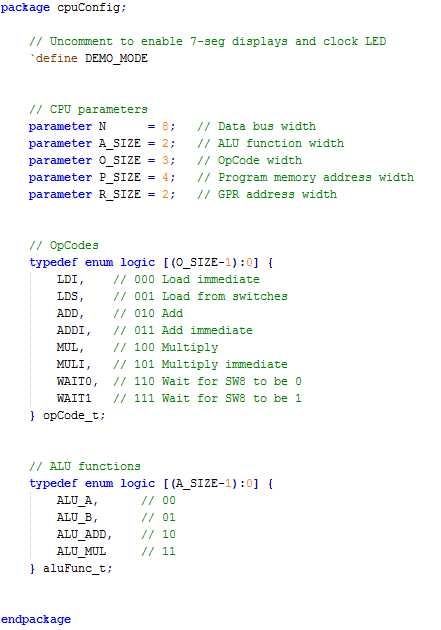 package cpuConfig;
// Uncomment to enable 7-seg displays and clock LED
`define DEMO_MODE
// CPU parameters
parameter N      = 8;   // Data bus width
parameter A_SIZE = 2;   // ALU function width
parameter O_SIZE = 3;   // OpCode width
parameter P_SIZE = 4;   // Program memory address width
parameter R_SIZE = 2;   // GPR address width
// OpCodes
typedef enum logic [(O_SIZE-1):0] {
LDI,    // 000 Load immediate
LDS,    // 001 Load from switches
ADD,    // 010 Add
ADDI,   // 011 Add immediate
MUL,    // 100 Multiply
MULI,   // 101 Multiply immediate
WAIT0,  // 110 Wait for SW8 to be 0
WAIT1   // 111 Wait for SW8 to be 1
} opCode_t;
// ALU functions
typedef enum logic [(A_SIZE-1):0] {
ALU_A,      // 00
ALU_B,      // 01
ALU_ADD,    // 10
ALU_MUL     // 11
} aluFunc_t;
endpackage